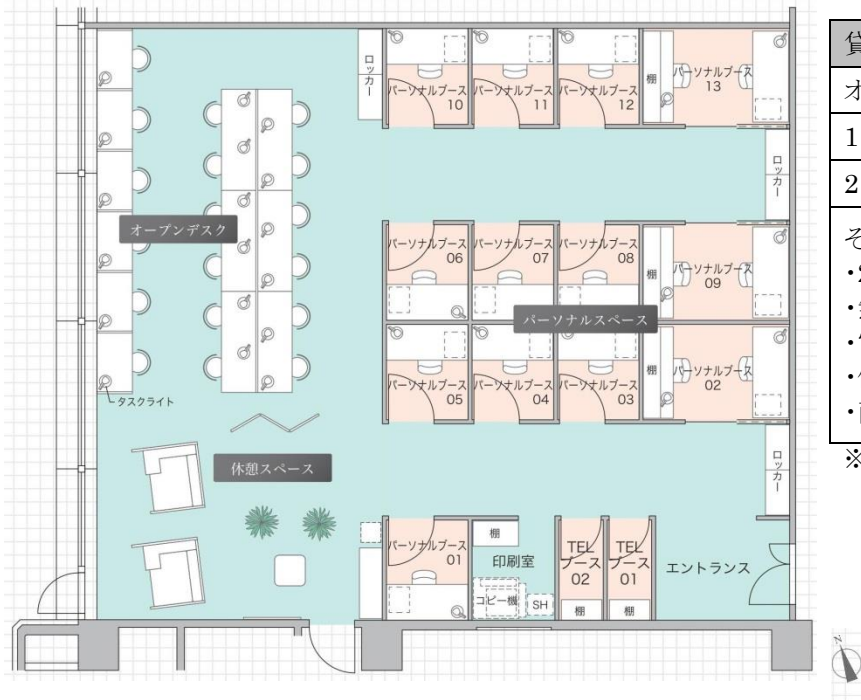 ロッカー
パーソナルブース
10
パーソナルブース
11
パーソナルブース
12
棚
パーソナルブース
13
ロッカー
オープンデスク
パーソナルブース
06
パーソナルブース
07
パーソナルブース
08
棚
パーソナルブース
09
パーソナルスペース
パーソナルブース
05
パーソナルブース
04
パーソナルブース
03
棚
パーソナルブース
02
タスクライト
休憩スペース
ロッカー
パーソナルブース
01
棚
印刷室
コピー機
SH
TEL
ブース
02
棚
TEL
ブース
01
棚
エントランス
オ
1
2
そ
※
N